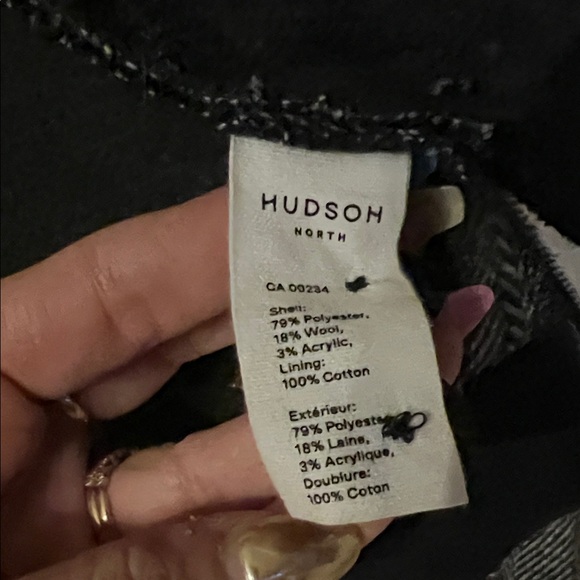 HUDSON
NORTH
CA 00234
Shell:
79% Polyester,
18% Wool,
3% Acrylic,
Lining:
100% Cotton
Extérieur:
79% Polyester
18% Laine,
3% Acrylique,
Doublure:
100% Coton